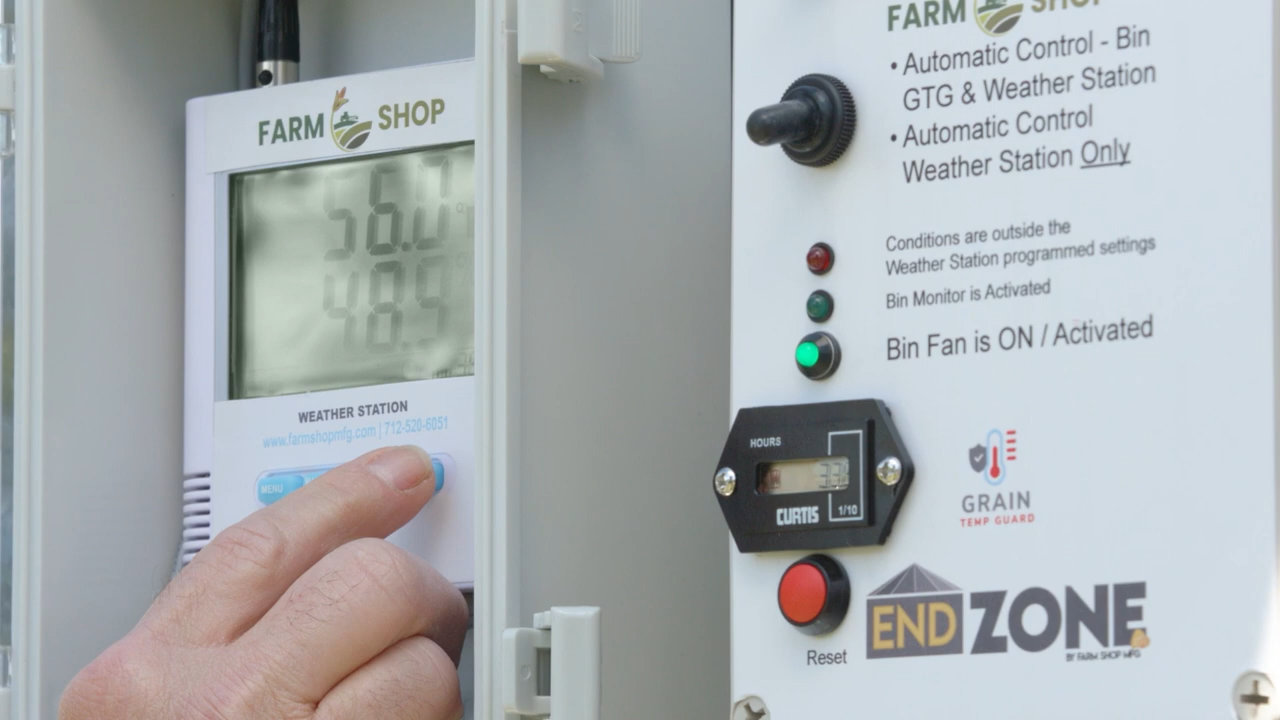 FARM SHOP
56.0
48.9
WEATHER STATION
www.farmshopmfg.com | 712-520-6051
MENU
FARM SHOP
• Automatic Control - Bin
GTG & Weather Station
• Automatic Control
Weather Station Only
Conditions are outside the
Weather Station programmed settings
Bin Monitor is Activated
Bin Fan is ON / Activated
HOURS
CURTIS
1/10
GRAIN
TEMP GUARD
Reset
END ZONE
BY FARM SHOP MFG